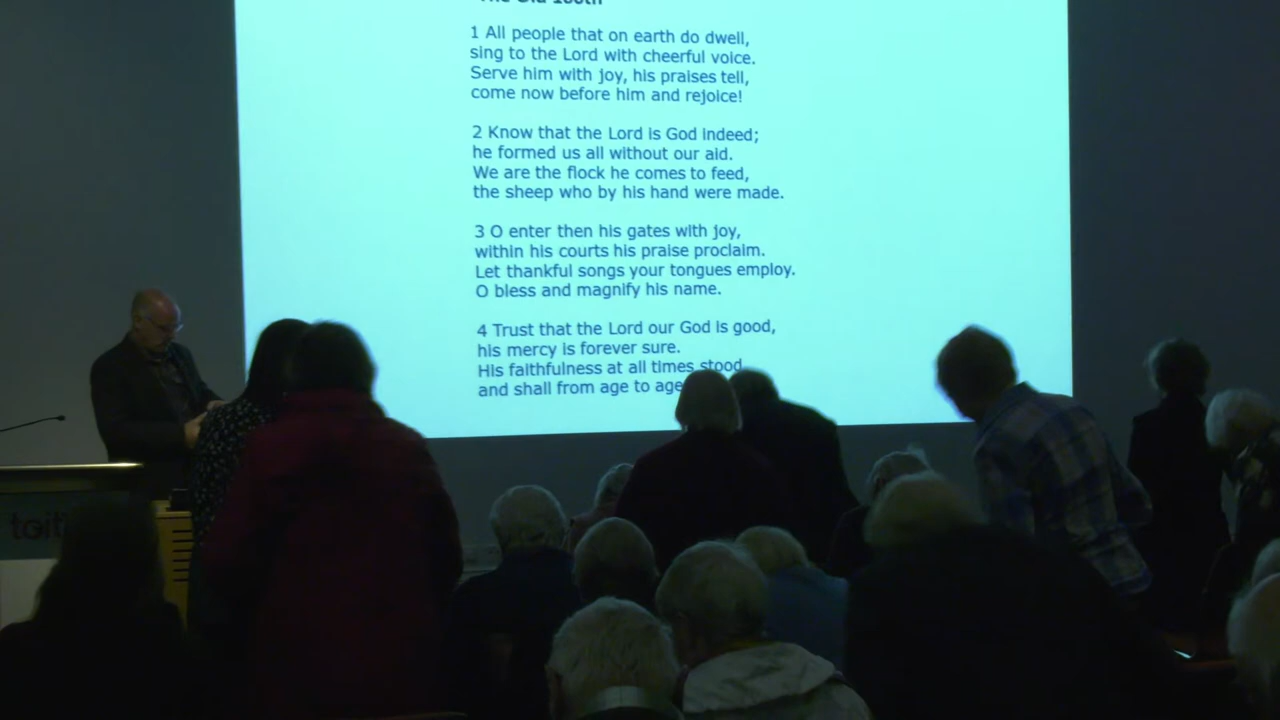 The Old 100th
1 All people that on earth do dwell,
sing to the Lord with cheerful voice.
Serve him with joy, his praises tell,
come now before him and rejoice!
2 Know that the Lord is God indeed;
he formed us all without our aid.
We are the flock he comes to feed,
the sheep who by his hand were made.
3 O enter then his gates with joy,
within his courts his praise proclaim.
Let thankful songs your tongues employ.
O bless and magnify his name.
4 Trust that the Lord our God is good,
his mercy is forever sure.
His faithfulness at all times stood
and shall from age to age